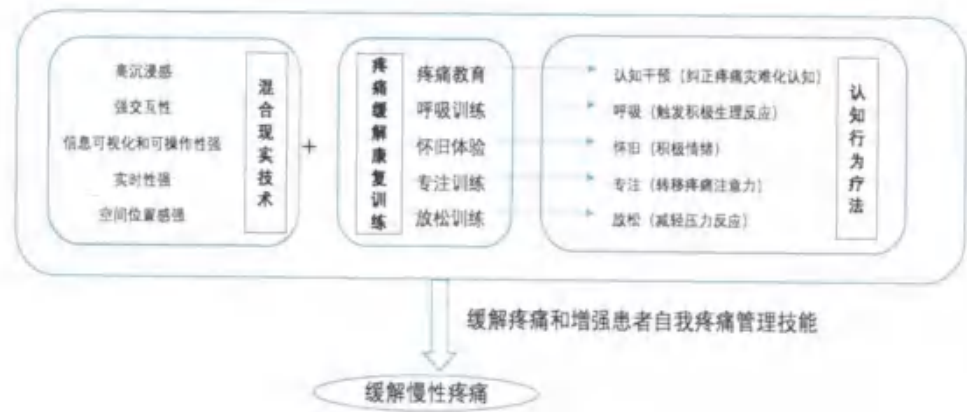 高沉浸感
强交互性
信息可视化和可操作性强
实时性强
空间位置感强
混合现实技术
+
疼痛缓解康复训练
疼痛教育
呼吸训练
怀旧体验
专注训练
放松训练
认知干预（纠正疼痛灾难化认知）
呼吸（触发积极生理反应）
怀旧（积极情绪）
专注（转移疼痛注意力）
放松（减轻压力反应）
认知行为疗法
缓解疼痛和增强患者自我疼痛管理技能
缓解慢性疼痛